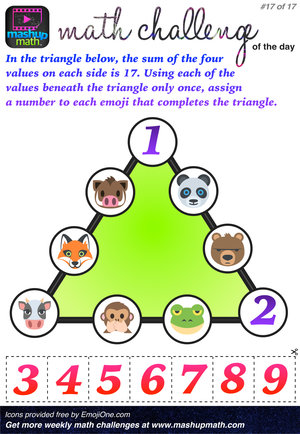 #17 of 17
mashup
math
math challenge
of the day
In the triangle below, the sum of the four
values on each side is 17. Using each of the
values beneath the triangle only once, assign
a number to each emoji that completes the triangle.
1
2
3 4 5 6 7 8 9
Icons provided free by EmojiOne.com
Get more weekly math challenges at www.mashupmath.com